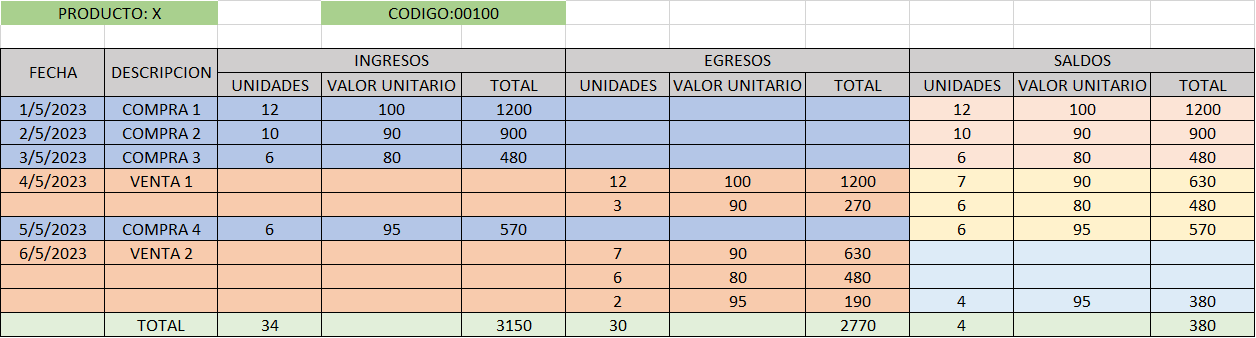 PRODUCTO: X CODIGO:00100
INGRESOS EGRESOS SALDOS
FECHA DESCRIPCION
UNIDADES VALOR UNITARIO TOTAL UNIDADES VALOR UNITARIO TOTAL UNIDADES VALOR UNITARIO TOTAL
1/5/2023 COMPRA 1 12 100 1200 12 100 1200
2/5/2023 COMPRA 2 10 90 900 10 90 900
3/5/2023 COMPRA 3 6 80 480 6 80 480
4/5/2023 VENTA 1 12 100 1200 7 90 630
3 90 270 6 80 480
5/5/2023 COMPRA 4 6 95 570 6 95 570
6/5/2023 VENTA 2 7 90 630
6 80 480
2 95 190 4 95 380
TOTAL 34 3150 30 2770 4 380